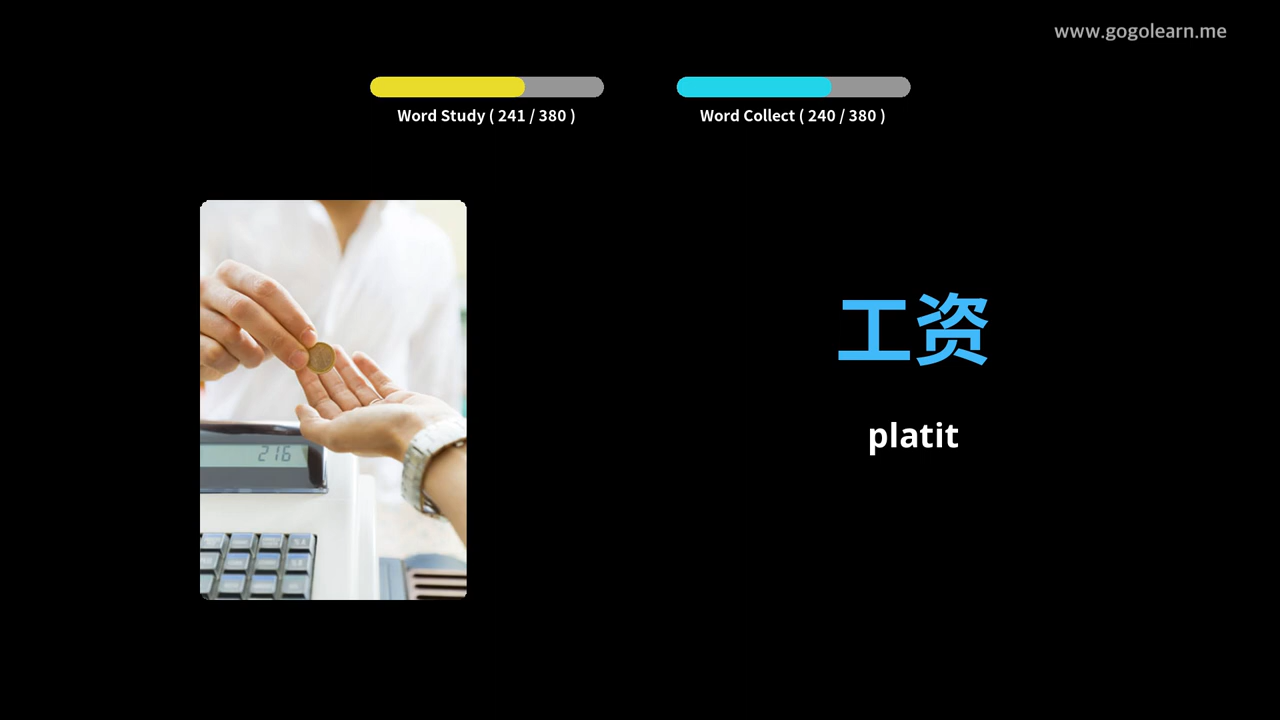 www.gogolearn.me
Word Study ( 241 / 380 )
Word Collect ( 240 / 380 )
工资
platit
216